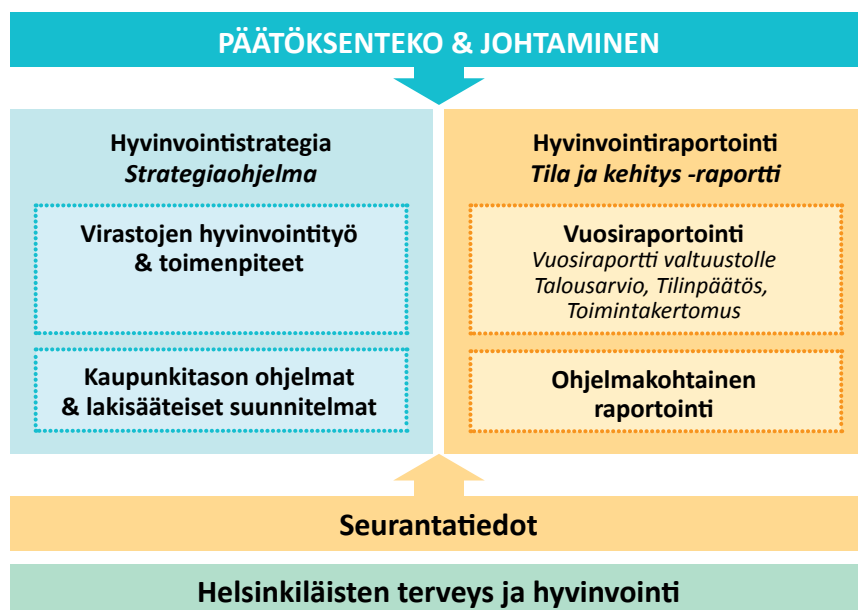 PÄÄTÖKSENTEKO & JOHTAMINEN
Hyvinvointistrategia
Strategiaohjelma
Virastojen hyvinvointityö
& toimenpiteet
Kaupunkitason ohjelmat
& lakisääteiset suunnitelmat
Hyvinvointiraportointi
Tila ja kehitys -raportti
Vuosiraportointi
Vuosiraportti valtuustolle
Talousarvio, Tilinpäätös,
Toimintakertomus
Ohjelmakohtainen
raportointi
Seurantatiedot
Helsinkiläisten terveys ja hyvinvointi